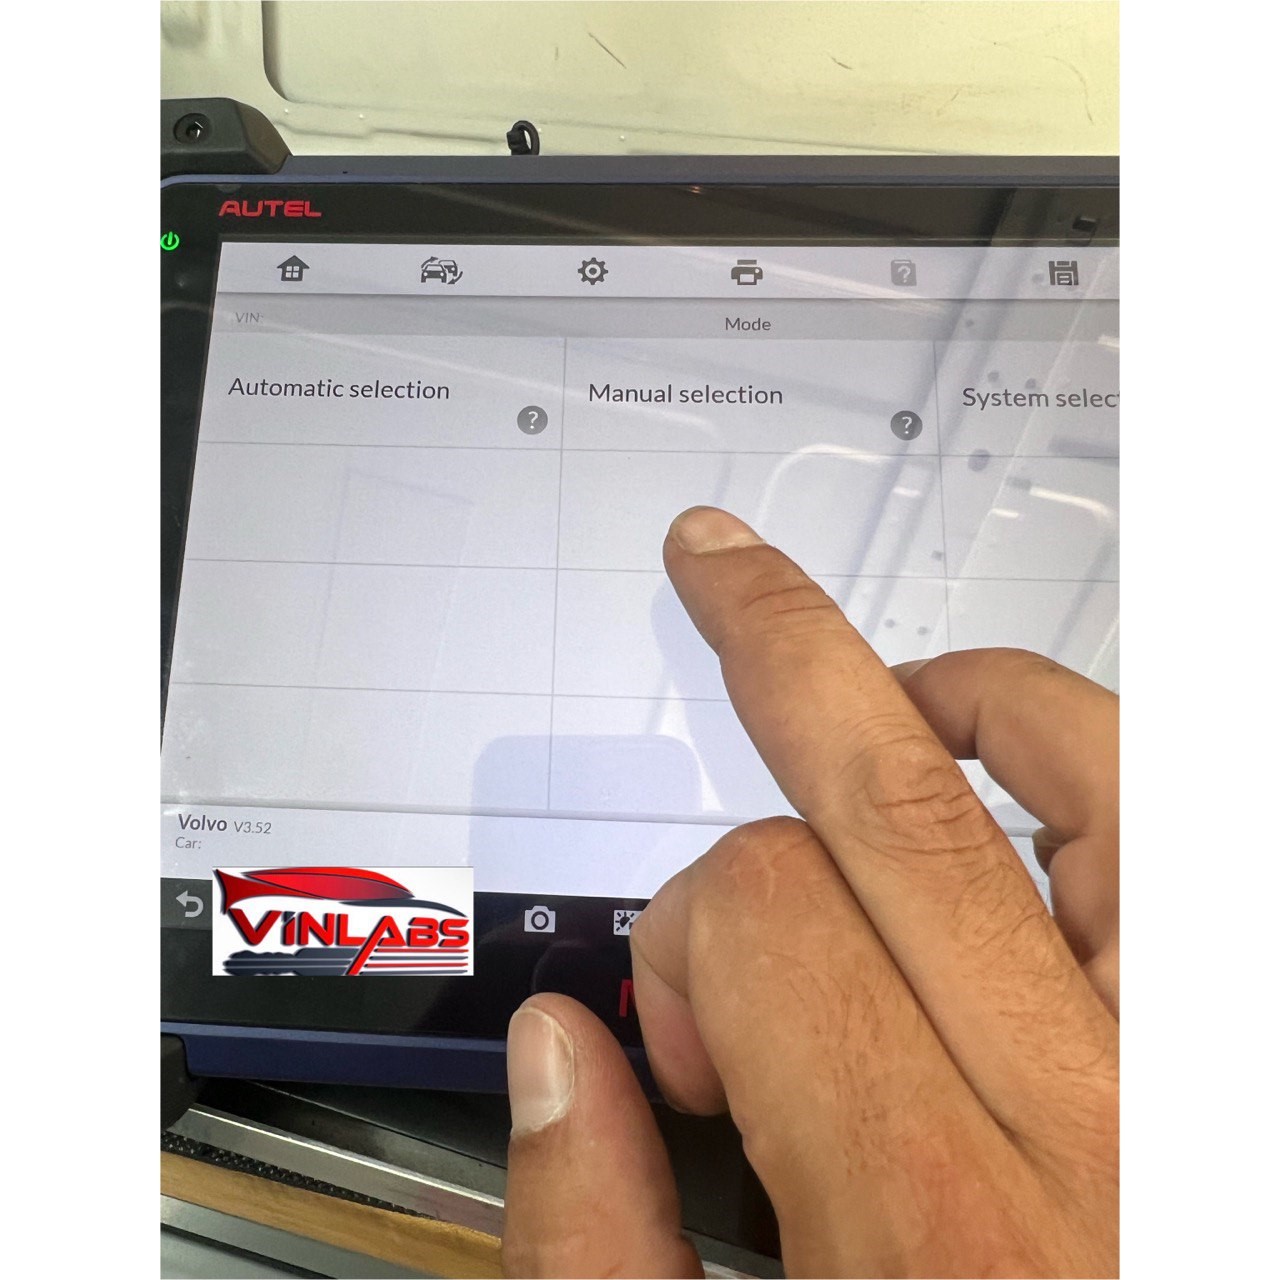 AUTEL
VIN:
Mode
Automatic selection
?
Manual selection
?
System selec
Volvo V3.52
Car:
VINLABS